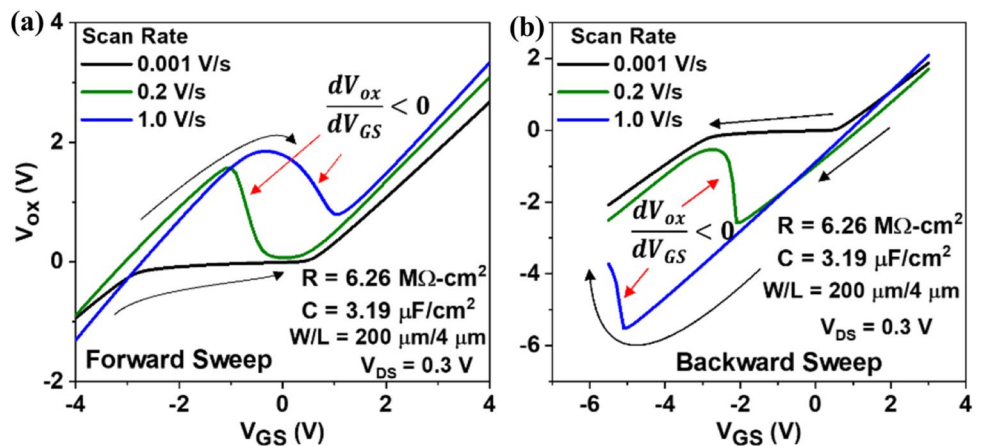 (a)
Scan Rate
0.001 V/s
0.2 V/s
1.0 V/s
dV_ox
dV_GS
< 0
R = 6.26 MΩ-cm²
C = 3.19 μF/cm²
W/L = 200 μm/4 μm
V_DS = 0.3 V
Forward Sweep
V_ox (V)
4
2
0
-2
-4
-2
0
2
4
V_GS (V)
(b)
Scan Rate
0.001 V/s
0.2 V/s
1.0 V/s
dV_ox
dV_GS
< 0
R = 6.26 MΩ-cm²
C = 3.19 μF/cm²
W/L = 200 μm/4 μm
V_DS = 0.3 V
Backward Sweep
2
0
-2
-4
-6
-6
-4
-2
0
2
4
V_GS (V)